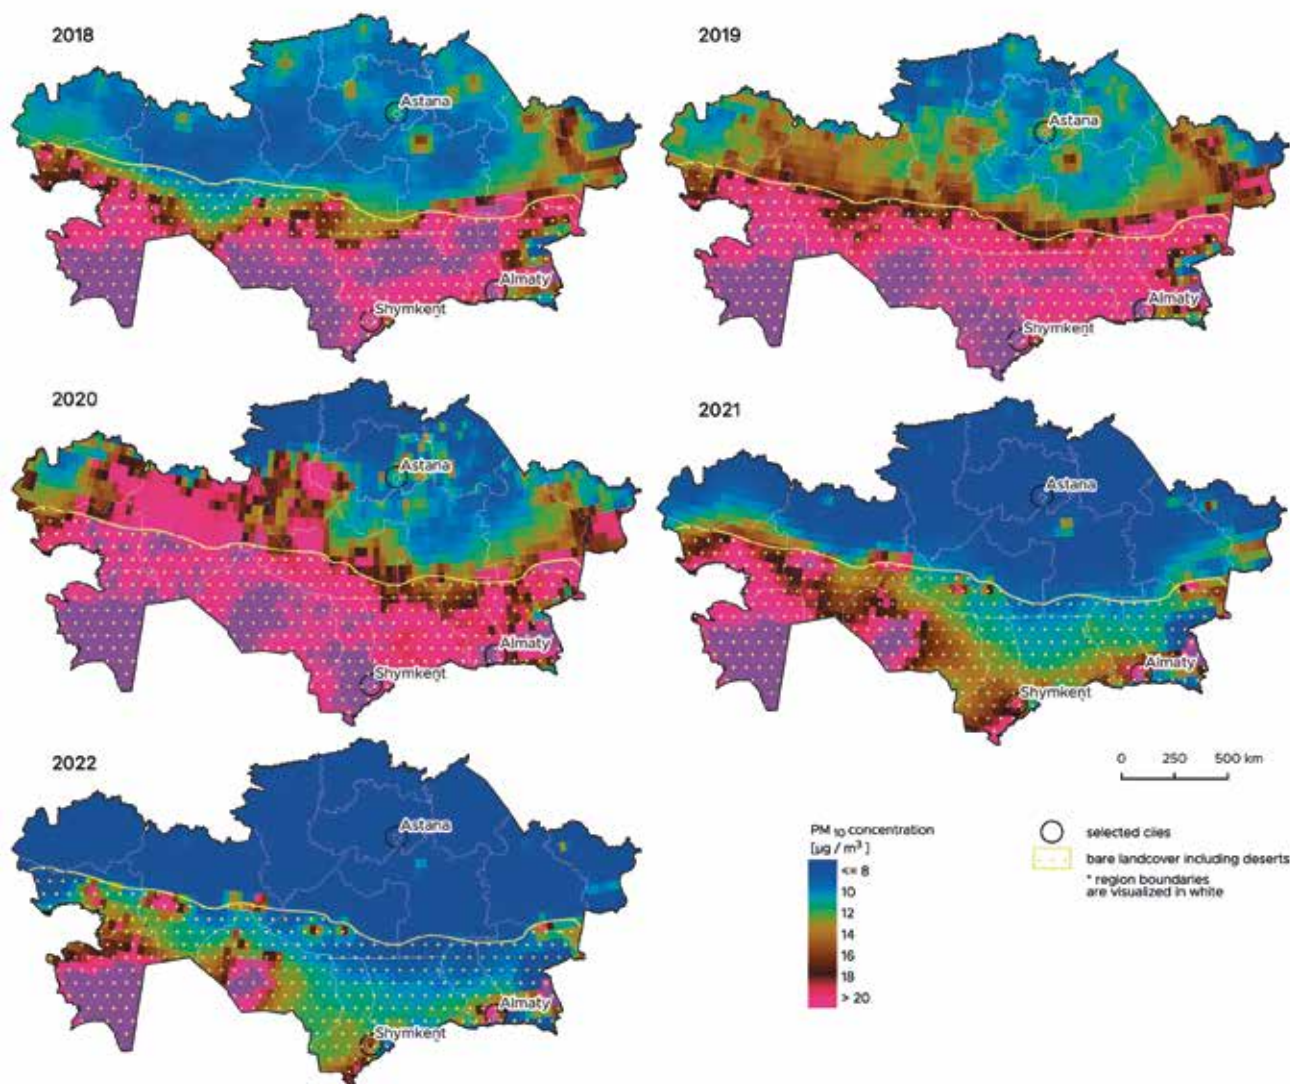 2018
Astana
Almaty
Shymkent
2019
Astana
Almaty
Shymkent
2020
Astana
Almaty
Shymkent
2021
Astana
Almaty
Shymkent
2022
Astana
Almaty
Shymkent
0 250 500 km
PM 10 concentration
[µg / m³ ]
<= 8
10
12
14
16
18
> 20
selected ciies
bare landcover including deserts
* region boundaries
are visualized in white